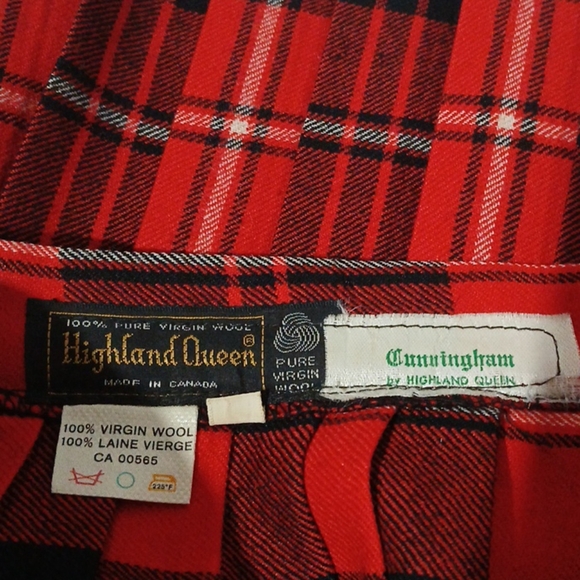 100% PURE VIRGIN WOOL
Highland Queen®
MADE IN CANADA
PURE
VIRGIN
WOOL
Cunningham
by HIGHLAND QUEEN
100% VIRGIN WOOL
100% LAINE VIERGE
CA 00565
225°F